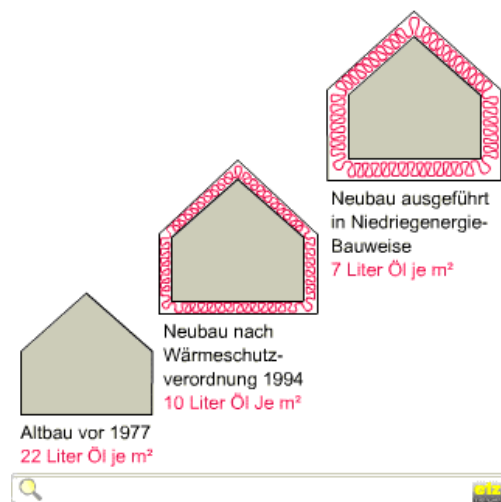 Neubau ausgeführt
in Niedriegenergie-
Bauweise
7 Liter Öl je m²
Neubau nach
Wärmeschutz-
verordnung 1994
10 Liter Öl Je m²
Altbau vor 1977
22 Liter Öl je m²